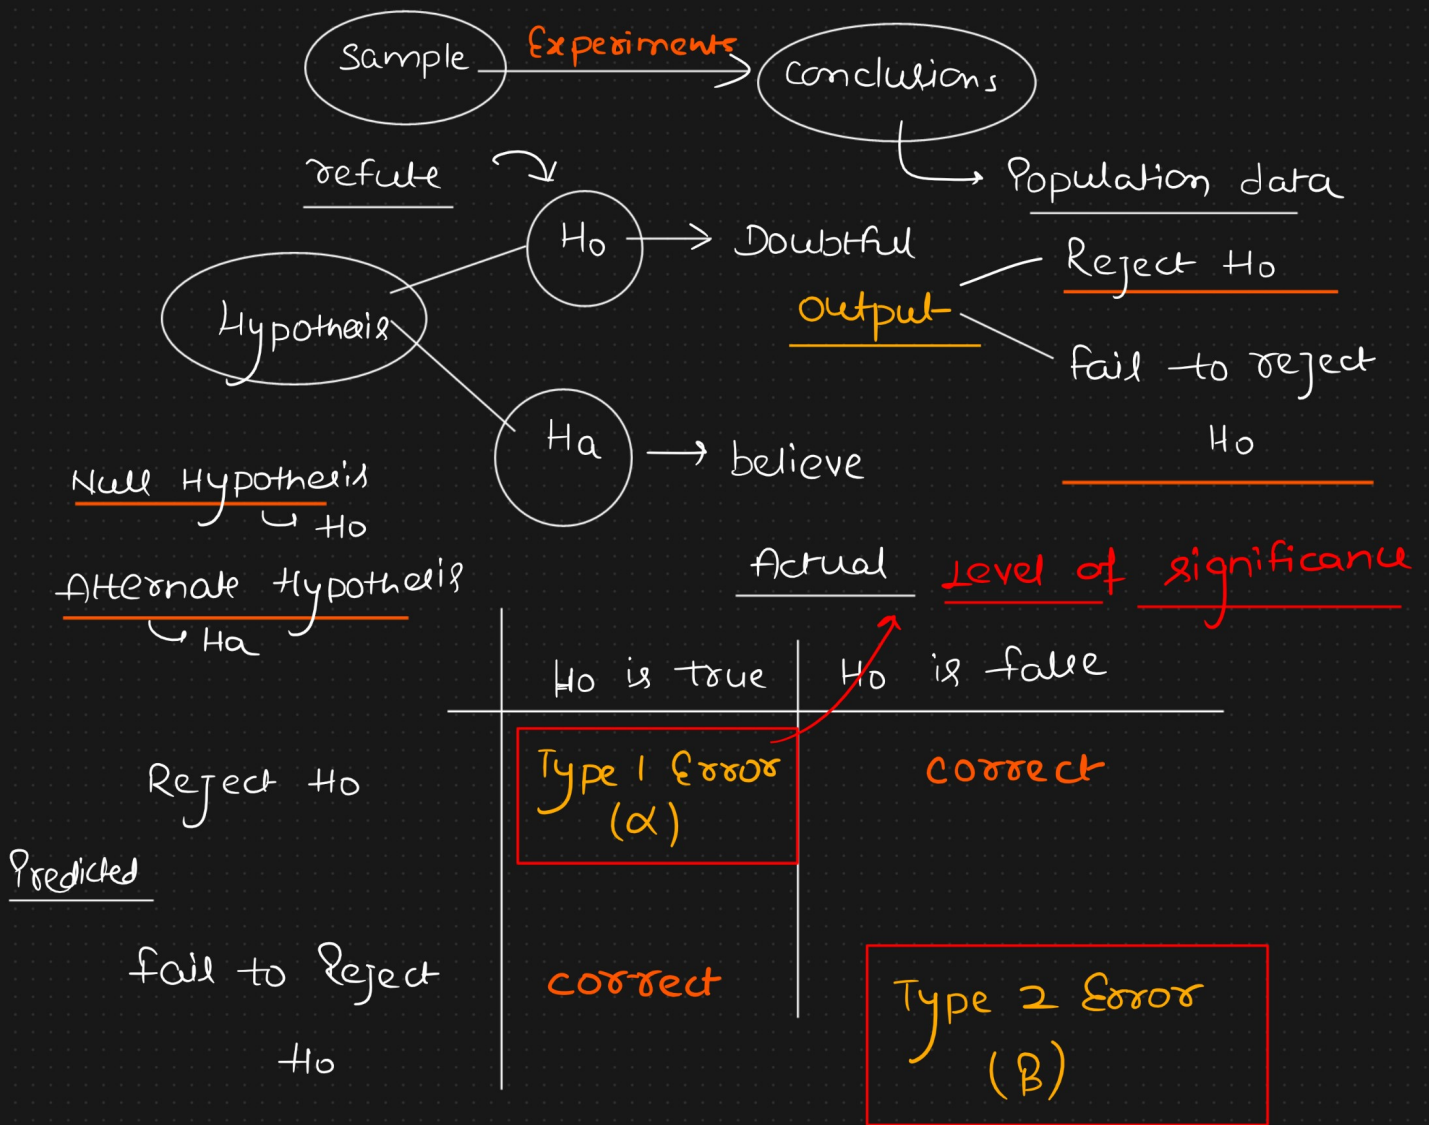 Sample
Experiments
Conclusions
refute
Population data
Ho
Doubtful
Reject Ho
output
Hypothesis
fail to reject
Ho
Ha
believe
Null Hypothesis
Ho
Alternate Hypothesis
Ha
Actual
Level of significance
Ho is true
Ho is false
Reject Ho
Type 1 Error
(α)
correct
Predicted
fail to Reject
Ho
correct
Type 2 Error
(B)